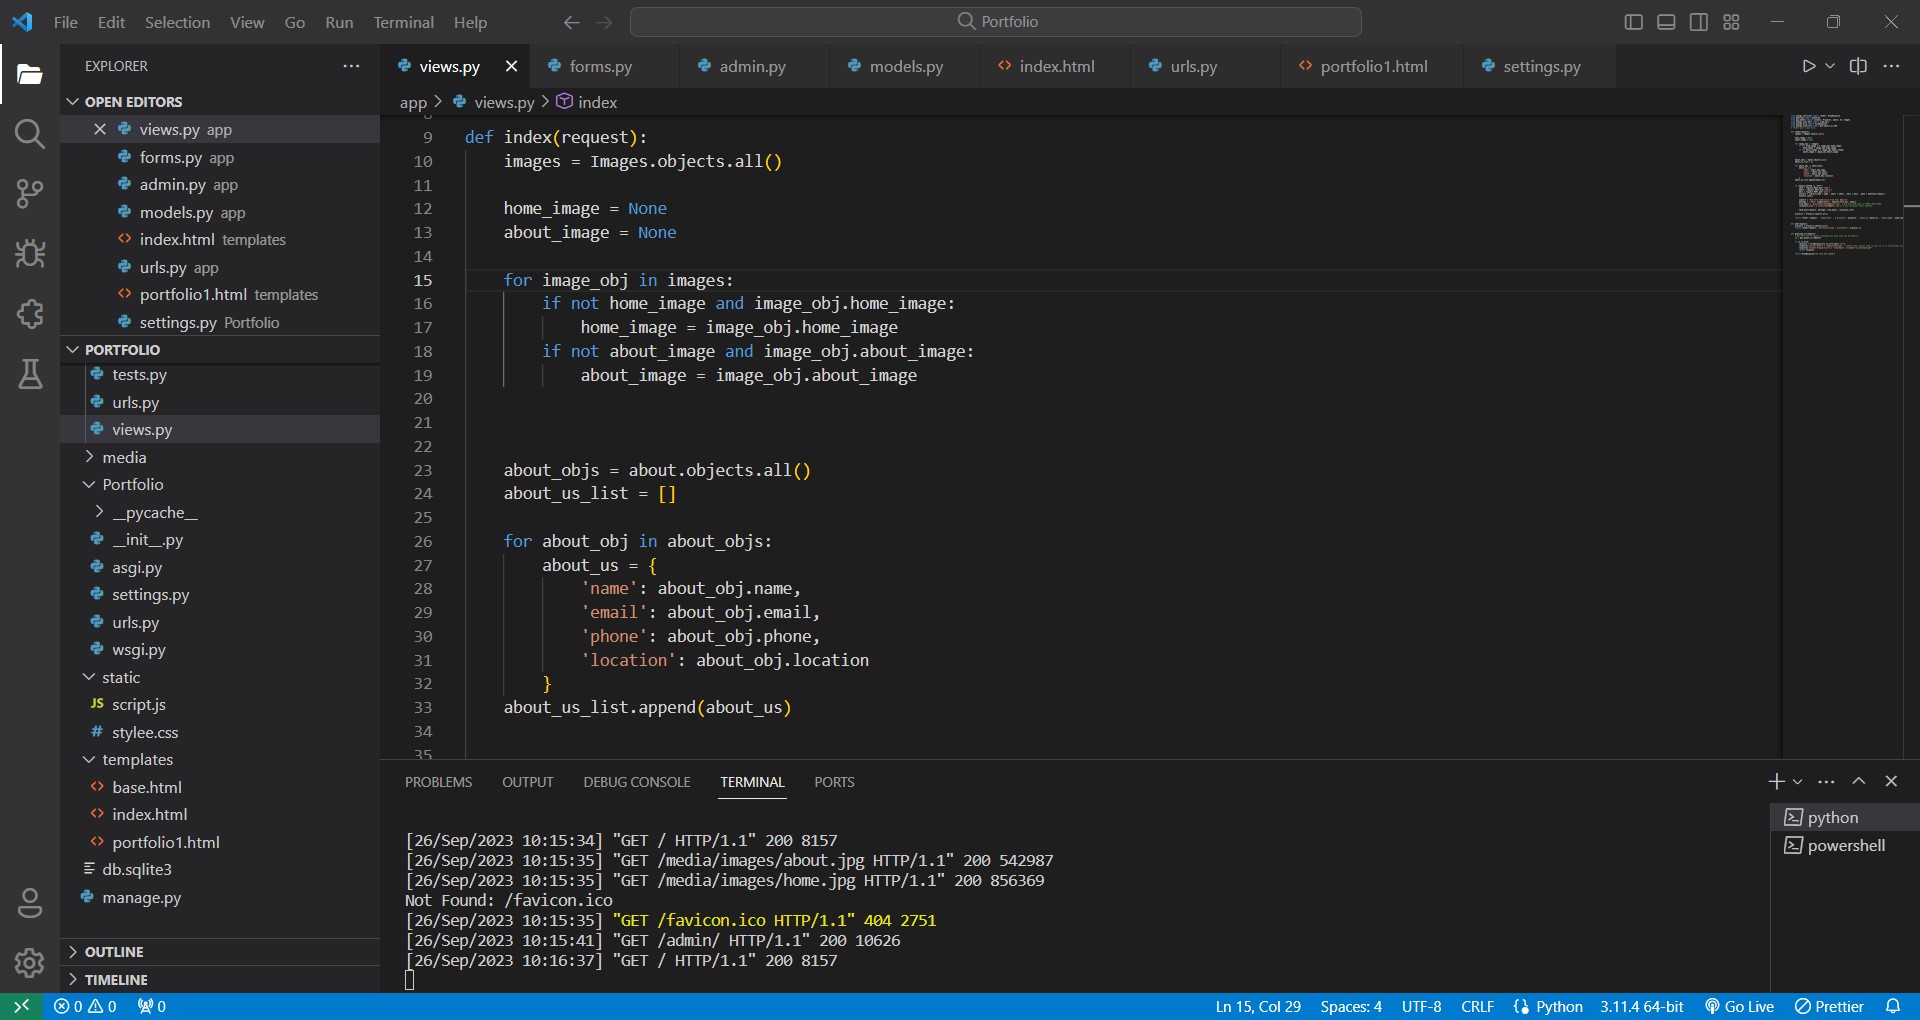 File Edit Selection View Go Run Terminal Help
Portfolio
EXPLORER
OPEN EDITORS
views.py app
forms.py app
admin.py app
models.py app
index.html templates
urls.py app
portfolio1.html templates
settings.py Portfolio
PORTFOLIO
tests.py
urls.py
views.py
media
Portfolio
__pycache__
__init__.py
asgi.py
settings.py
urls.py
wsgi.py
static
JS script.js
# stylee.css
templates
base.html
index.html
portfolio1.html
db.sqlite3
manage.py
OUTLINE
TIMELINE
views.py forms.py admin.py models.py index.html urls.py portfolio1.html settings.py
app > views.py > index
9 def index(request):
10 images = Images.objects.all()
11
12 home_image = None
13 about_image = None
14
15 for image_obj in images:
16 if not home_image and image_obj.home_image:
17 home_image = image_obj.home_image
18 if not about_image and image_obj.about_image:
19 about_image = image_obj.about_image
20
21
22
23 about_objs = about.objects.all()
24 about_us_list = []
25
26 for about_obj in about_objs:
27 about_us = {
28 'name': about_obj.name,
29 'email': about_obj.email,
30 'phone': about_obj.phone,
31 'location': about_obj.location
32 }
33 about_us_list.append(about_us)
34
35
PROBLEMS OUTPUT DEBUG CONSOLE TERMINAL PORTS
[26/Sep/2023 10:15:34] "GET / HTTP/1.1" 200 8157
[26/Sep/2023 10:15:35] "GET /media/images/about.jpg HTTP/1.1" 200 542987
[26/Sep/2023 10:15:35] "GET /media/images/home.jpg HTTP/1.1" 200 856369
Not Found: /favicon.ico
[26/Sep/2023 10:15:35] "GET /favicon.ico HTTP/1.1" 404 2751
[26/Sep/2023 10:15:41] "GET /admin/ HTTP/1.1" 200 10626
[26/Sep/2023 10:16:37] "GET / HTTP/1.1" 200 8157
python
powershell
0 0 0 Ln 15, Col 29 Spaces: 4 UTF-8 CRLF Python 3.11.4 64-bit Go Live Prettier